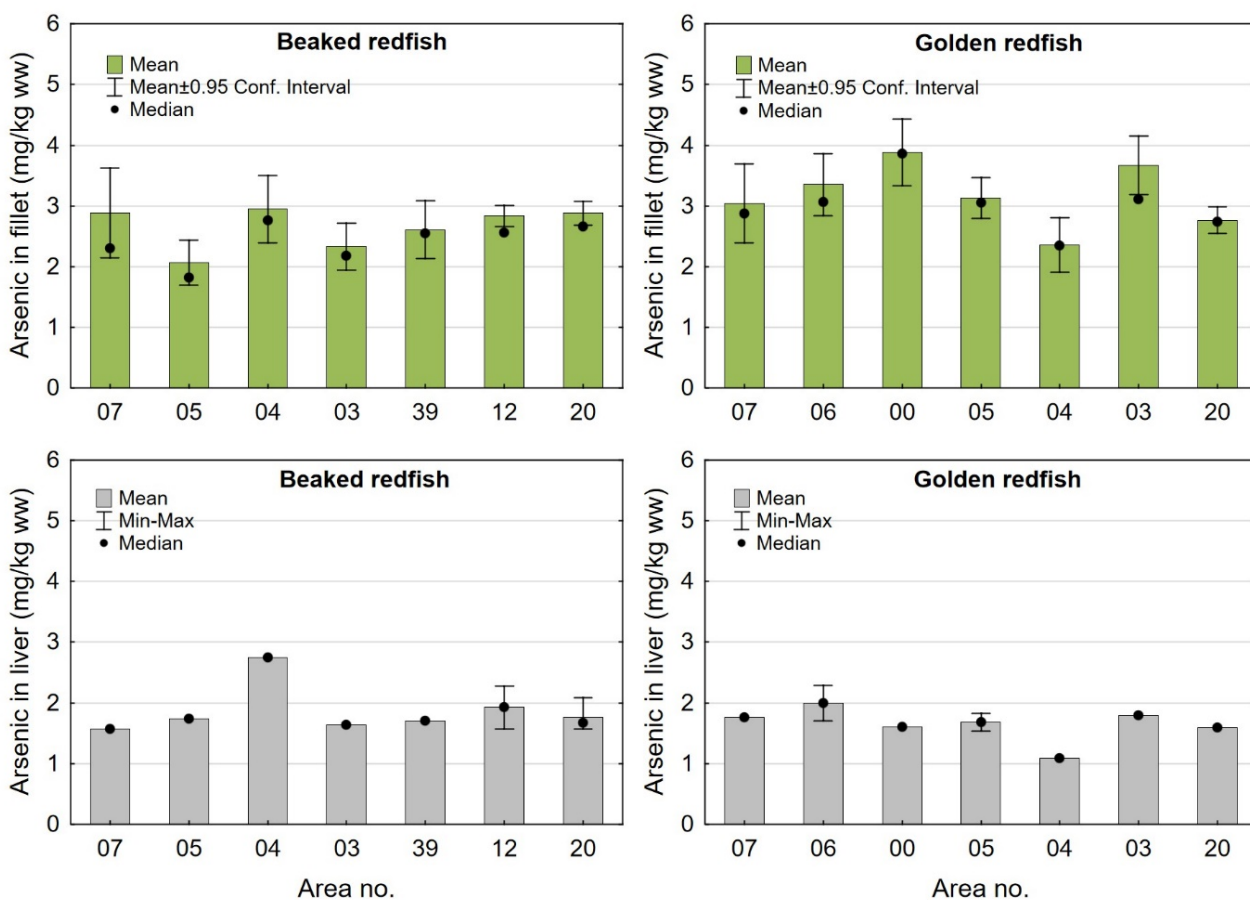 Beaked redfish
Mean
Mean±0.95 Conf. Interval
Median
Arsenic in fillet (mg/kg ww)
6
5
4
3
2
1
0
07 05 04 03 39 12 20
Golden redfish
Mean
Mean±0.95 Conf. Interval
Median
Arsenic in fillet (mg/kg ww)
6
5
4
3
2
1
0
07 06 00 05 04 03 20
Beaked redfish
Mean
Min-Max
Median
Arsenic in liver (mg/kg ww)
6
5
4
3
2
1
0
07 05 04 03 39 12 20
Area no.
Golden redfish
Mean
Min-Max
Median
Arsenic in liver (mg/kg ww)
6
5
4
3
2
1
0
07 06 00 05 04 03 20
Area no.